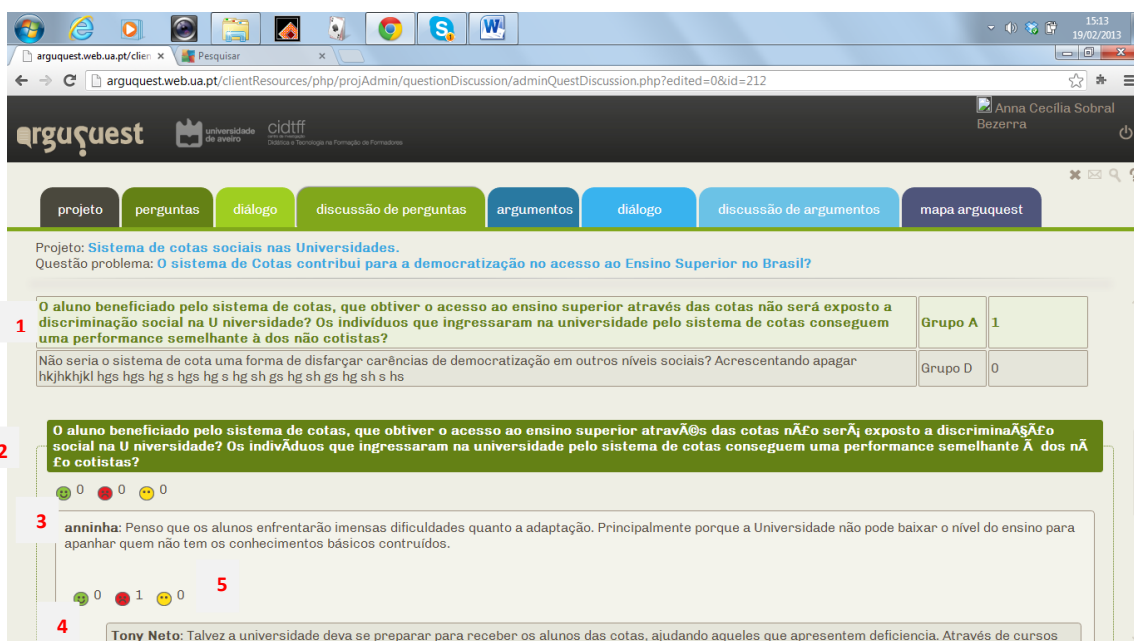 15:13
19/02/2013
arguquest.web.ua.pt/clien
Pesquisar
arguquest.web.ua.pt/clientResources/php/projAdmin/questionDiscussion/adminQuestDiscussion.php?edited=0&id=212
arguquest
universidade de aveiro
cidtff
Didática e Tecnologia na Formação de Formadores
Anna Cecília Sobral
Bezerra
projeto perguntas diálogo discussão de perguntas argumentos diálogo discussão de argumentos mapa arguquest
Projeto: Sistema de cotas sociais nas Universidades.
Questão problema: O sistema de Cotas contribui para a democratização no acesso ao Ensino Superior no Brasil?
O aluno beneficiado pelo sistema de cotas, que obtiver o acesso ao ensino superior através das cotas não será exposto a
1 discriminação social na U niversidade? Os indivíduos que ingressaram na universidade pelo sistema de cotas conseguem Grupo A 1
uma performance semelhante à dos não cotistas?
Não seria o sistema de cota uma forma de disfarçar carências de democratização em outros níveis sociais? Acrescentando apagar
hkjhkhjkl hgs hgs hg s hgs hg s hg sh gs hg sh gs hg sh s hs Grupo D 0
O aluno beneficiado pelo sistema de cotas, que obtiver o acesso ao ensino superior atravÃ©s das cotas nÃ£o serÃ¡ exposto a discriminaÃ§Ã£o
2 social na U niversidade? Os indivÃ­duos que ingressaram na universidade pelo sistema de cotas conseguem uma performance semelhante Ã  dos nÃ
£o cotistas?
0 0 0
3 anninha: Penso que os alunos enfrentarão imensas dificuldades quanto a adaptação. Principalmente porque a Universidade não pode baixar o nível do ensino para
apanhar quem não tem os conhecimentos básicos contruídos.
0 1 0 5
4
Tony Neto: Talvez a universidade deva se preparar para receber os alunos das cotas, ajudando aqueles que apresentem deficiencia. Através de cursos